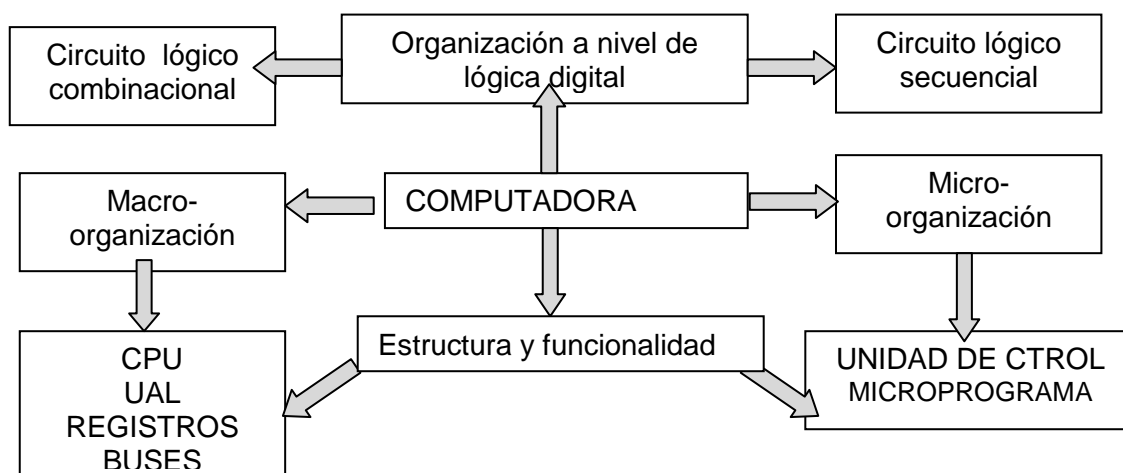 Circuito lógico
combinacional
Organización a nivel de
lógica digital
Circuito lógico
secuencial
Macro-
organización
COMPUTADORA
Micro-
organización
CPU
UAL
REGISTROS
BUSES
Estructura y funcionalidad
UNIDAD DE CTROL
MICROPROGRAMA